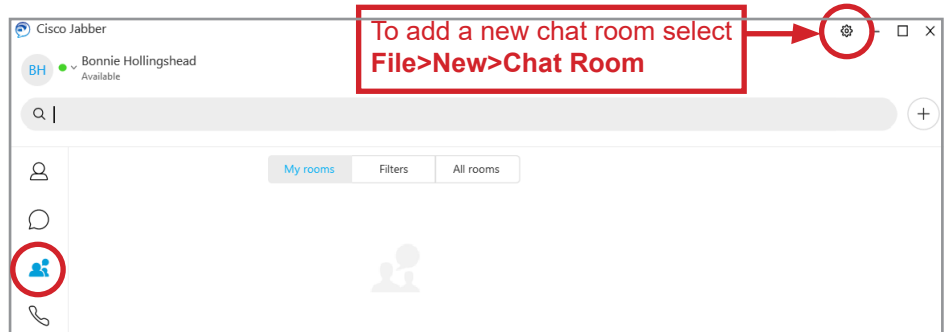 Cisco Jabber
To add a new chat room select
File>New>Chat Room
BH
Bonnie Hollingshead
Available
My rooms Filters All rooms